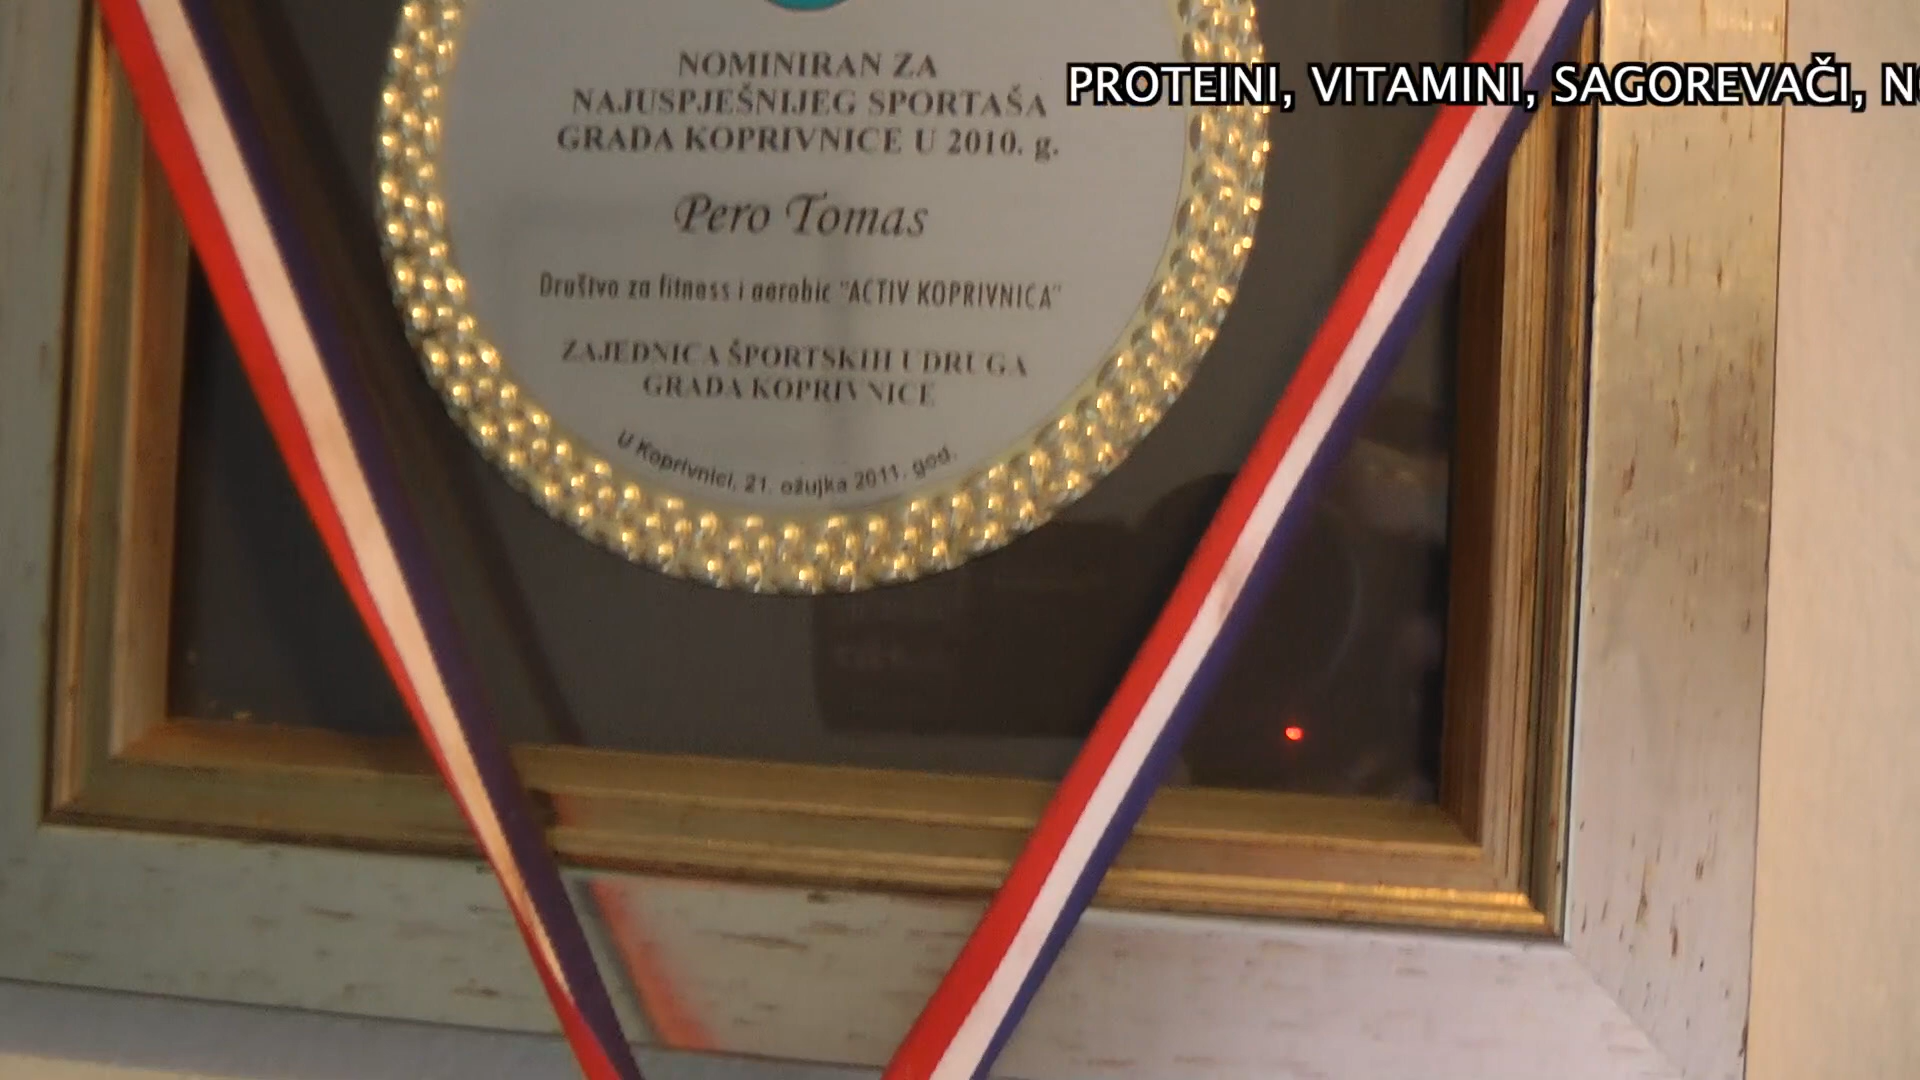 NOMINIRAN ZA
NAJUSPJEŠNIJEG SPORTAŠA
GRADA KOPRIVNICE U 2010. g.
Pero Tomas
Društvo za fitness i aerobic "ACTIV KOPRIVNICA"
ZAJEDNICA ŠPORTSKIH UDRUGA
GRADA KOPRIVNICE
U Koprivnici, 21. ožujka 2011. god.
PROTEINI, VITAMINI, SAGOREVAČI,